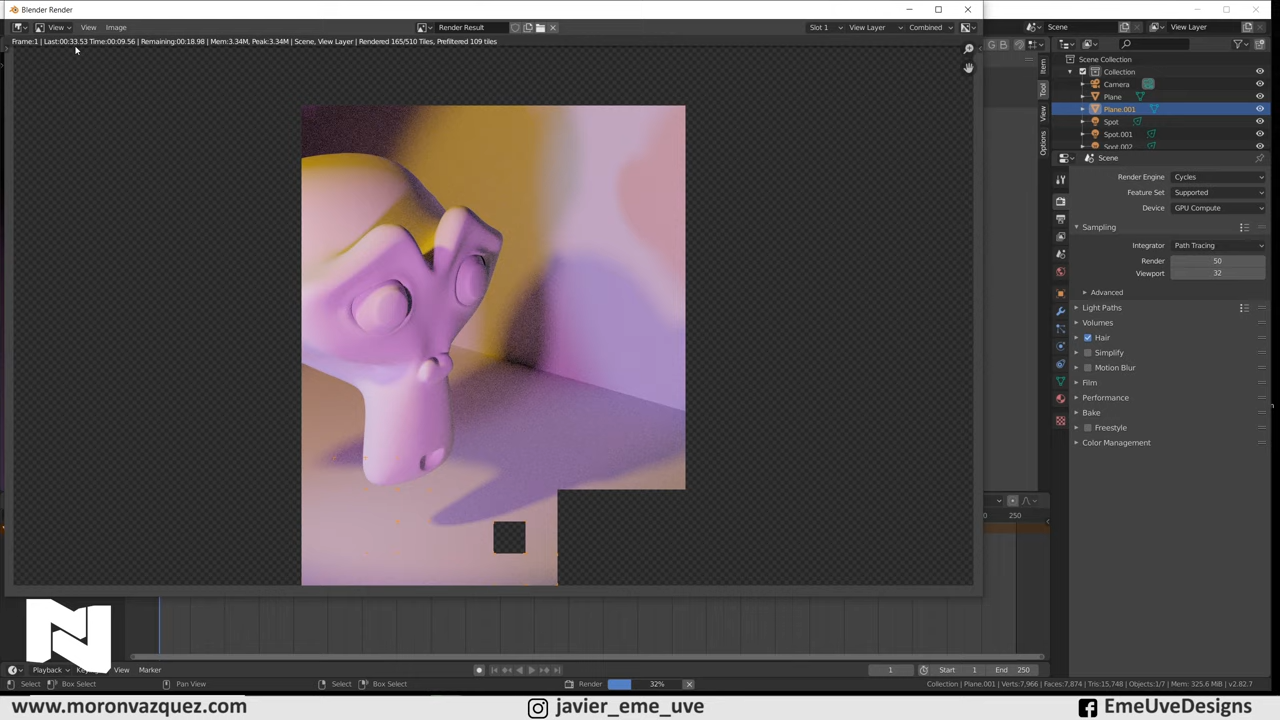 Blender Render
View View Image Render Result Slot 1 View Layer Combined Scene View Layer
Frame:1 | Last:00:33.53 Time:00:09.56 | Remaining:00:18.98 | Mem:3.34M, Peak:3.34M | Scene, View Layer | Rendered 165/510 Tiles, Prefiltered 109 tiles
Scene Collection
Collection
Camera
Plane
Plane.001
Spot
Spot.001
Spot.002
Item
Tool
View
Options
Scene
Render Engine Cycles
Feature Set Supported
Device GPU Compute
Sampling
Integrator Path Tracing
Render 50
Viewport 32
Advanced
Light Paths
Volumes
Hair
Simplify
Motion Blur
Film
Performance
Bake
Freestyle
Color Management
250
Playback View Marker 1 Start 1 End 250
Select Box Select Pan View Select Box Select Render 32% Collection | Plane.001 | Verts:7,966 | Faces:7,874 | Tris:15,748 | Objects:1/7 | Mem: 325.6 MiB | v2.82.7
www.moronvazquez.com javier_eme_uve EmeUveDesigns